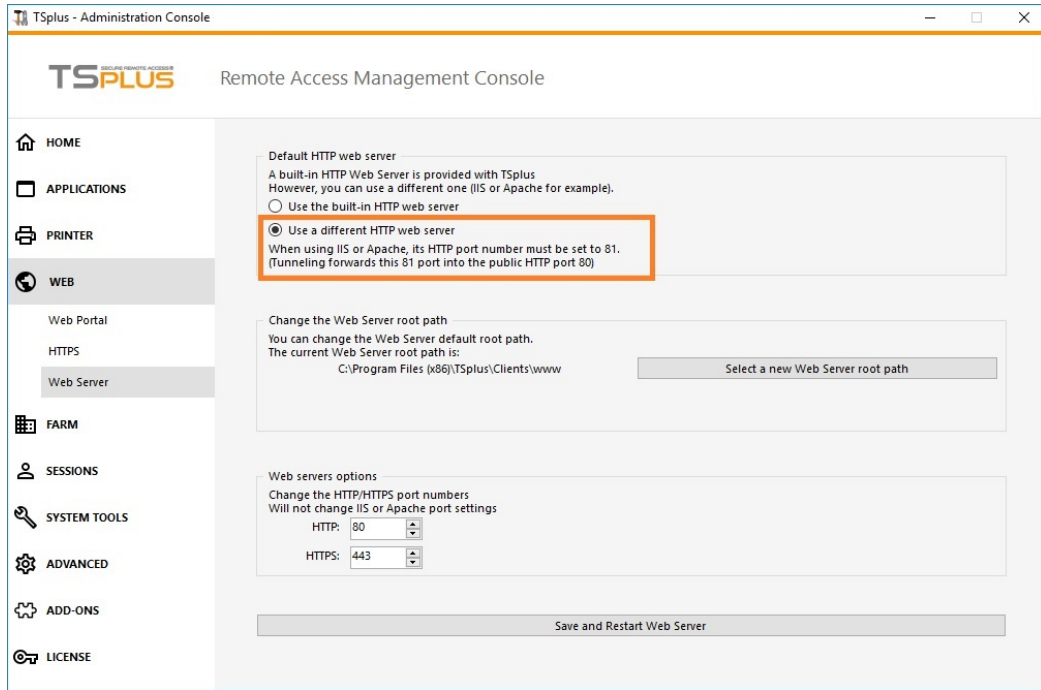 TSplus - Administration Console
SECURE REMOTE ACCESS®
TSPLUS
Remote Access Management Console
HOME
APPLICATIONS
PRINTER
WEB
Web Portal
HTTPS
Web Server
FARM
SESSIONS
SYSTEM TOOLS
ADVANCED
ADD-ONS
LICENSE
Default HTTP web server
A built-in HTTP Web Server is provided with TSplus
However, you can use a different one (IIS or Apache for example).
Use the built-in HTTP web server
Use a different HTTP web server
When using IIS or Apache, its HTTP port number must be set to 81.
(Tunneling forwards this 81 port into the public HTTP port 80)
Change the Web Server root path
You can change the Web Server default root path.
The current Web Server root path is:
C:\Program Files (x86)\TSplus\Clients\www
Select a new Web Server root path
Web servers options
Change the HTTP/HTTPS port numbers
Will not change IIS or Apache port settings
HTTP: 80
HTTPS: 443
Save and Restart Web Server